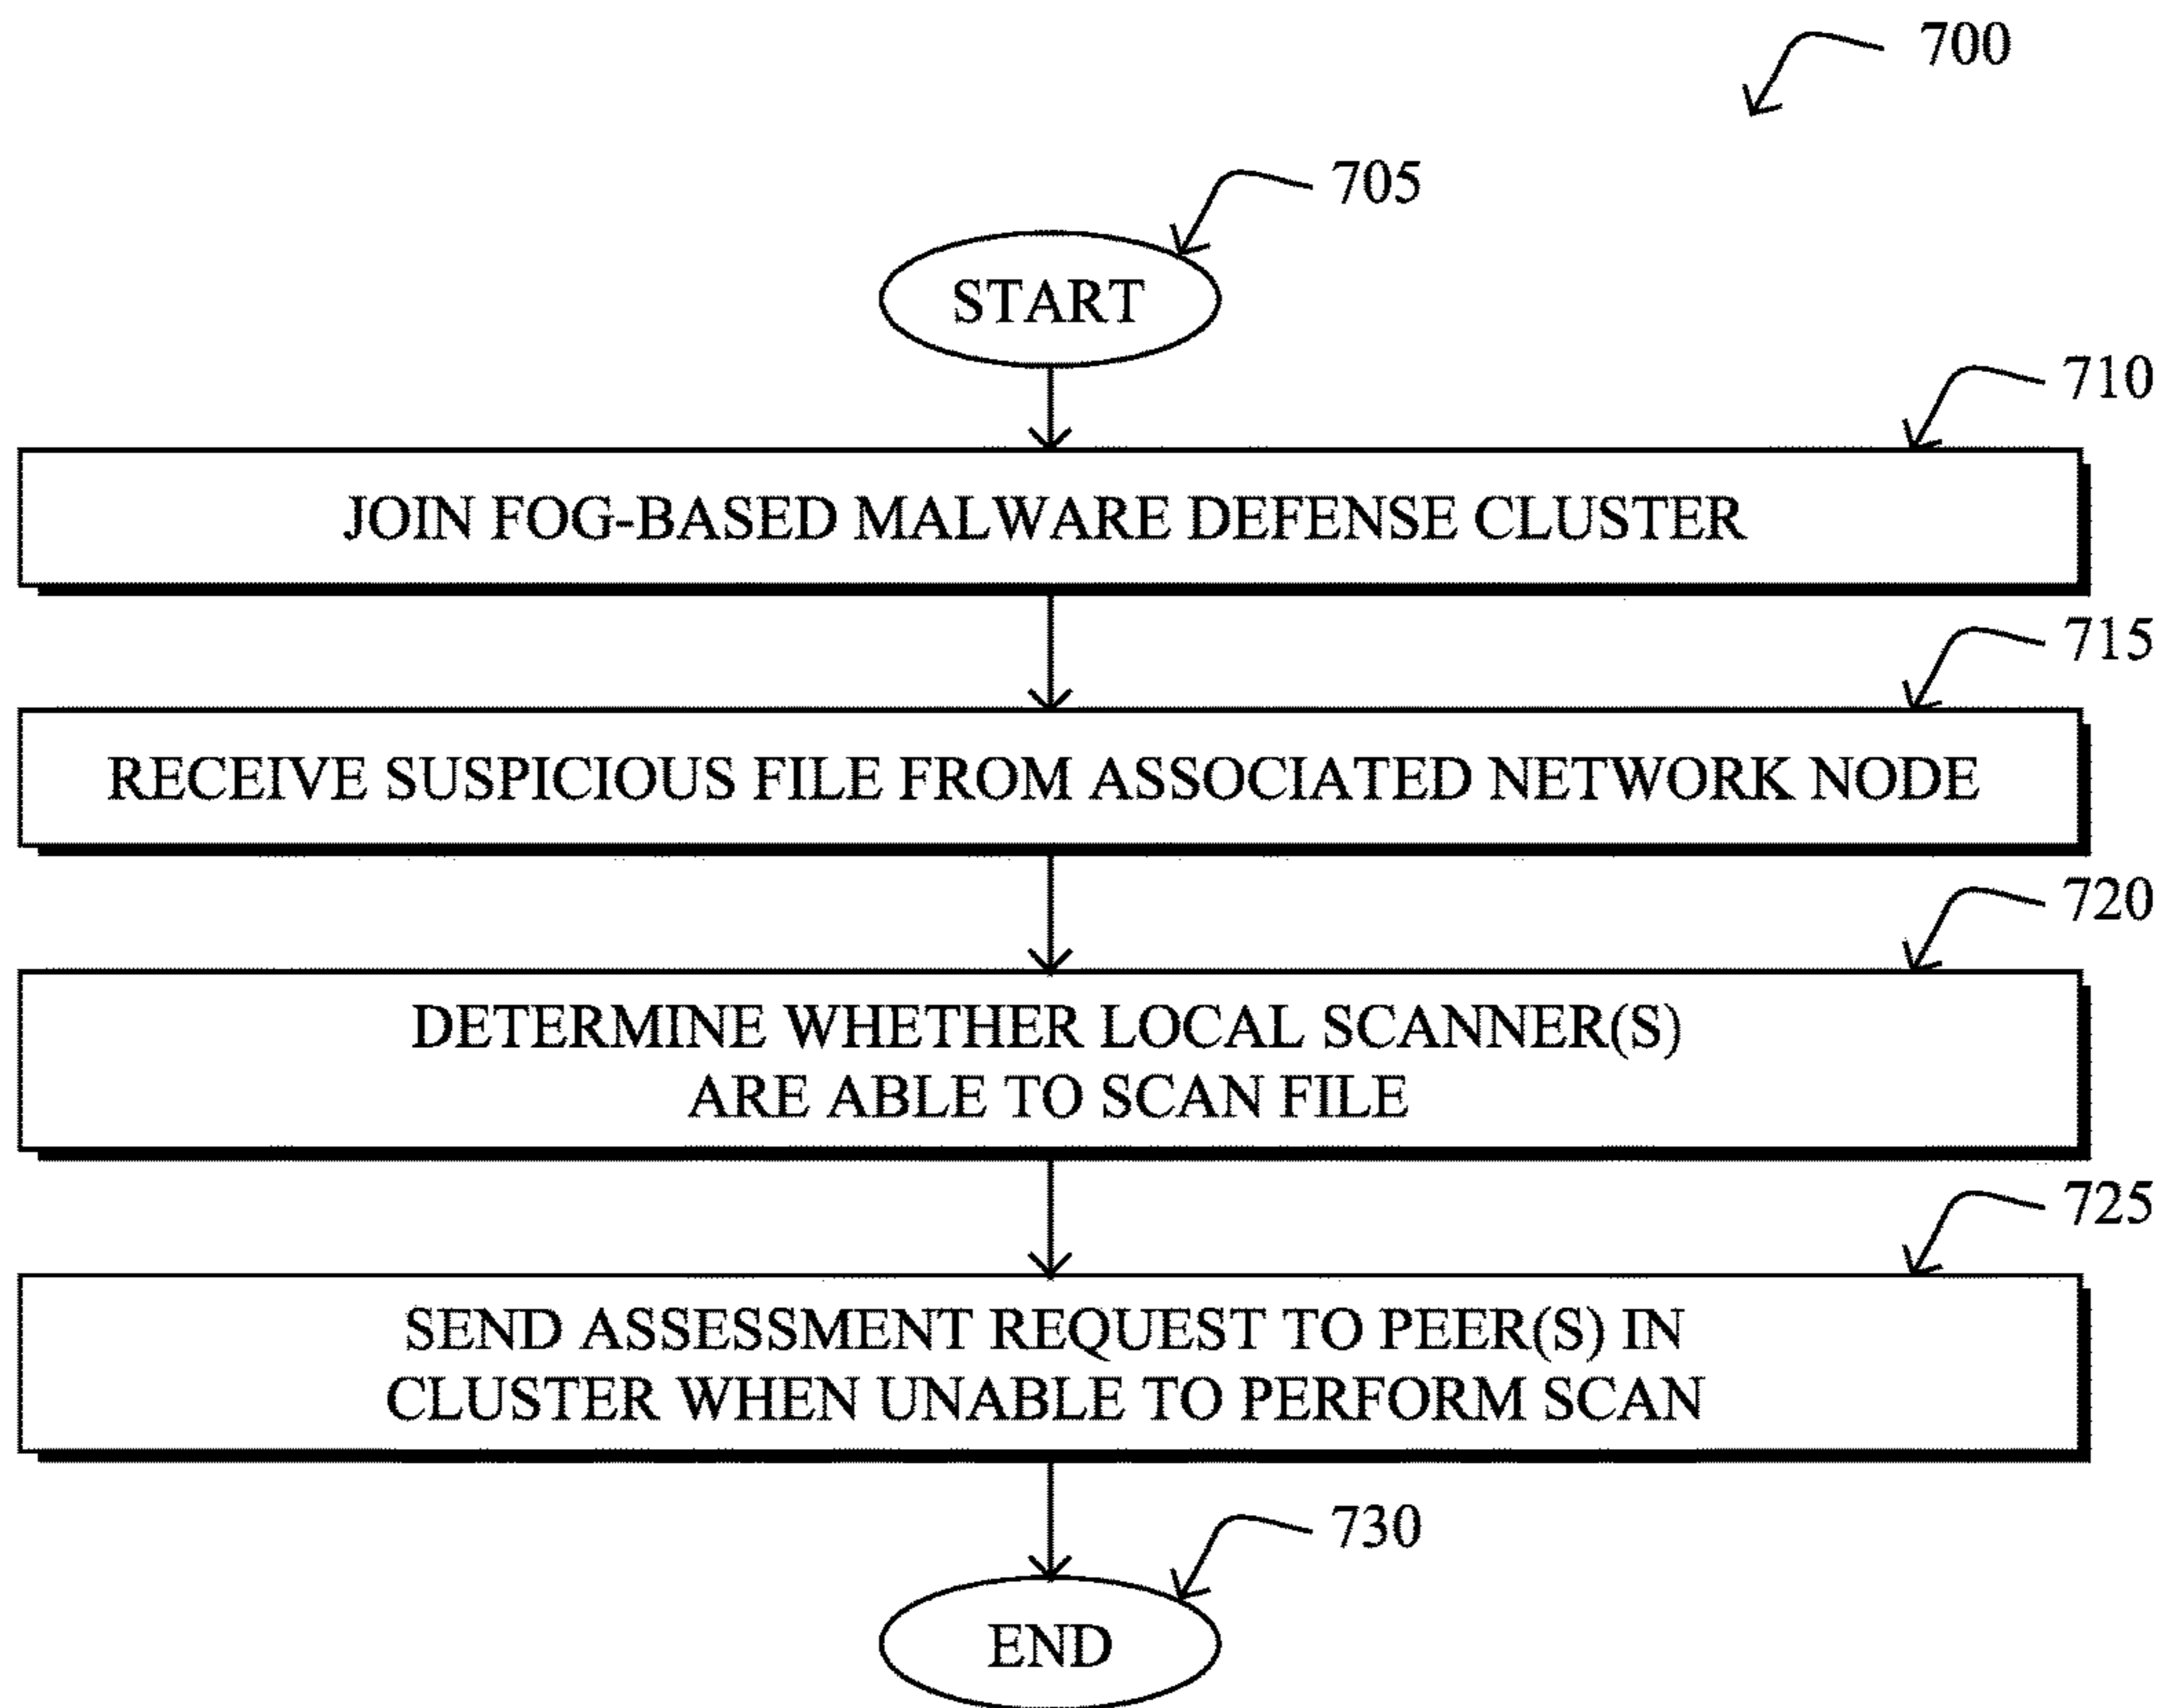 700
705
START
710
JOIN FOG-BASED MALWARE DEFENSE CLUSTER
715
RECEIVE SUSPICIOUS FILE FROM ASSOCIATED NETWORK NODE
720
DETERMINE WHETHER LOCAL SCANNER(S)
ARE ABLE TO SCAN FILE
725
SEND ASSESSMENT REQUEST TO PEER(S) IN
CLUSTER WHEN UNABLE TO PERFORM SCAN
730
END